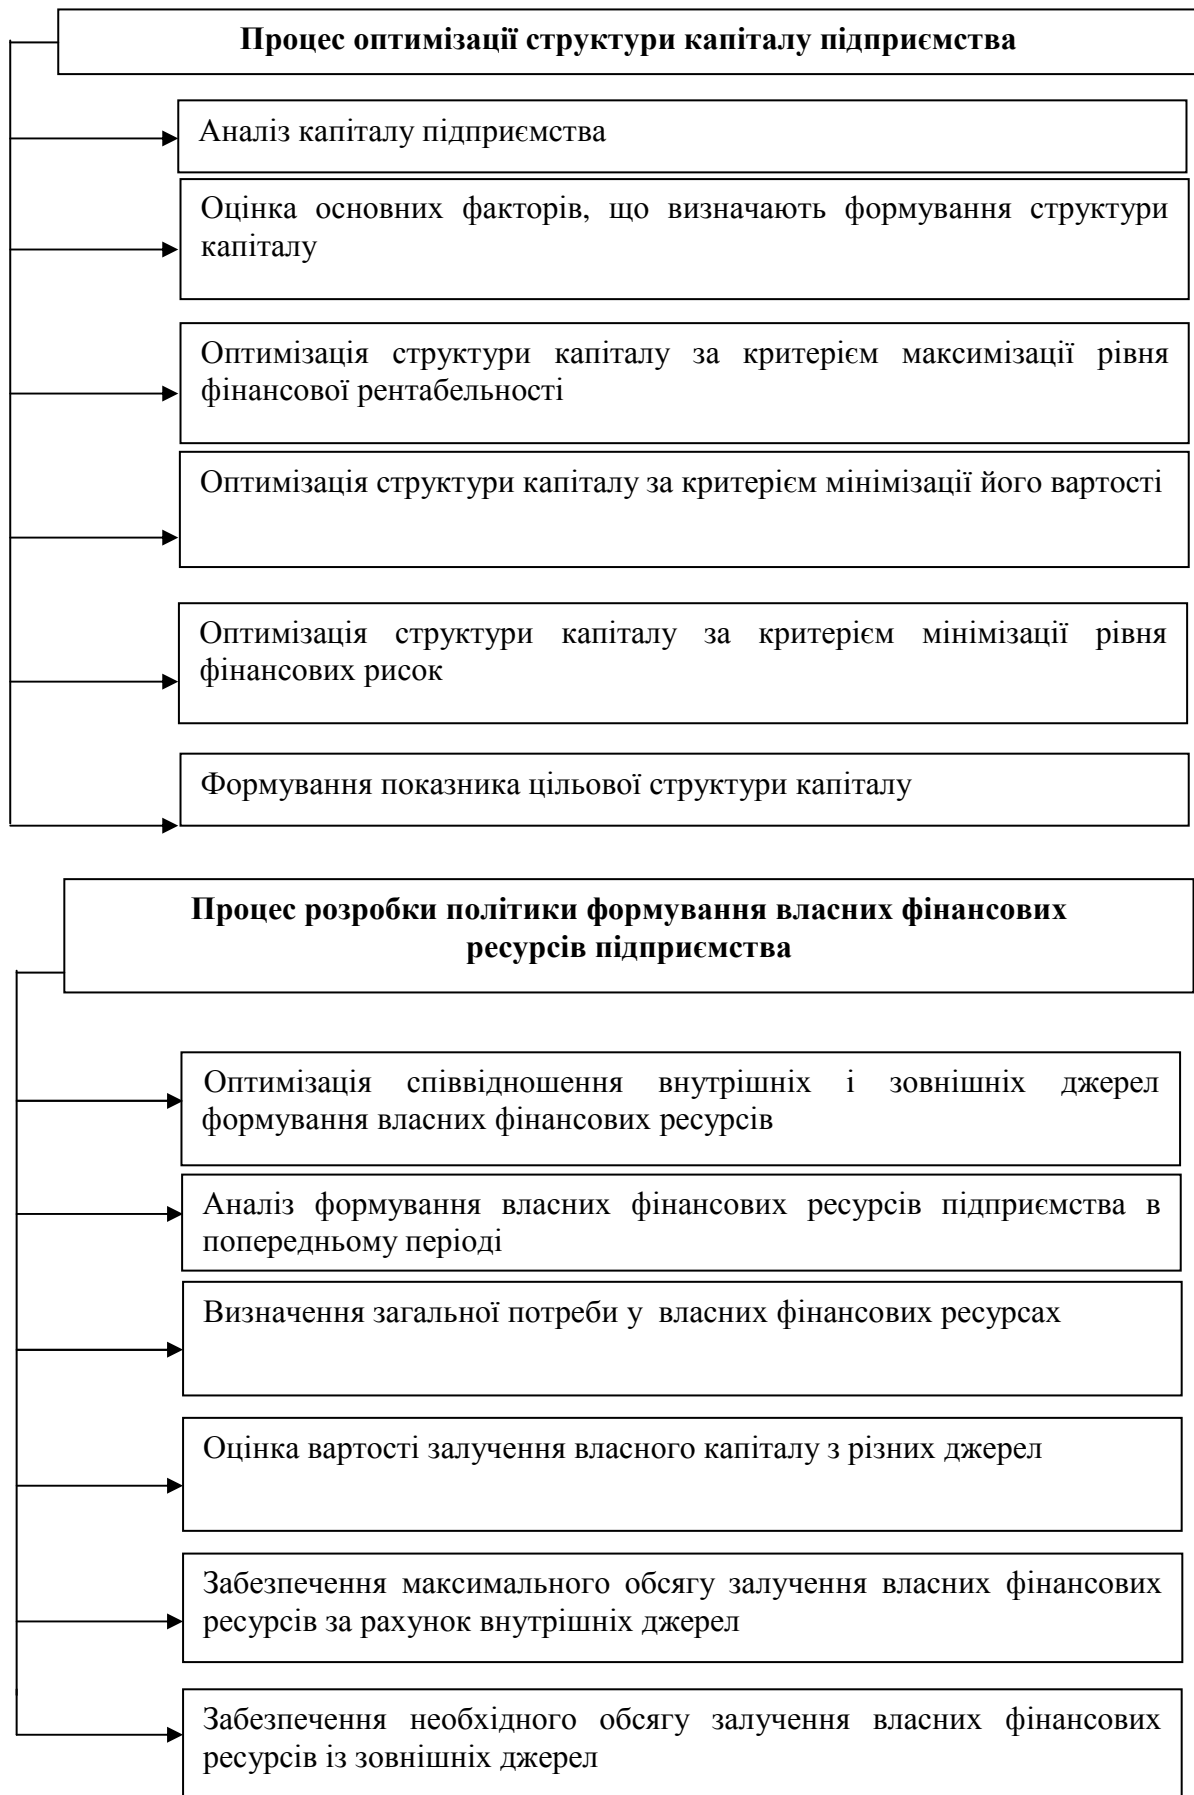 Процес оптимізації структури капіталу підприємства
Аналіз капіталу підприємства
Оцінка основних факторів, що визначають формування структури
капіталу
Оптимізація структури капіталу за критерієм максимізації рівня
фінансової рентабельності
Оптимізація структури капіталу за критерієм мінімізації його вартості
Оптимізація структури капіталу за критерієм мінімізації рівня
фінансових рисок
Формування показника цільової структури капіталу
Процес розробки політики формування власних фінансових
ресурсів підприємства
Оптимізація співвідношення внутрішніх і зовнішніх джерел
формування власних фінансових ресурсів
Аналіз формування власних фінансових ресурсів підприємства в
попередньому періоді
Визначення загальної потреби у власних фінансових ресурсах
Оцінка вартості залучення власного капіталу з різних джерел
Забезпечення максимального обсягу залучення власних фінансових
ресурсів за рахунок внутрішніх джерел
Забезпечення необхідного обсягу залучення власних фінансових
ресурсів із зовнішніх джерел